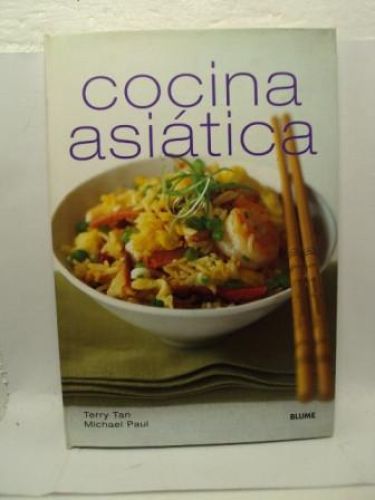 cocina
asiática
Terry Tan
Michael Paul
BLUME